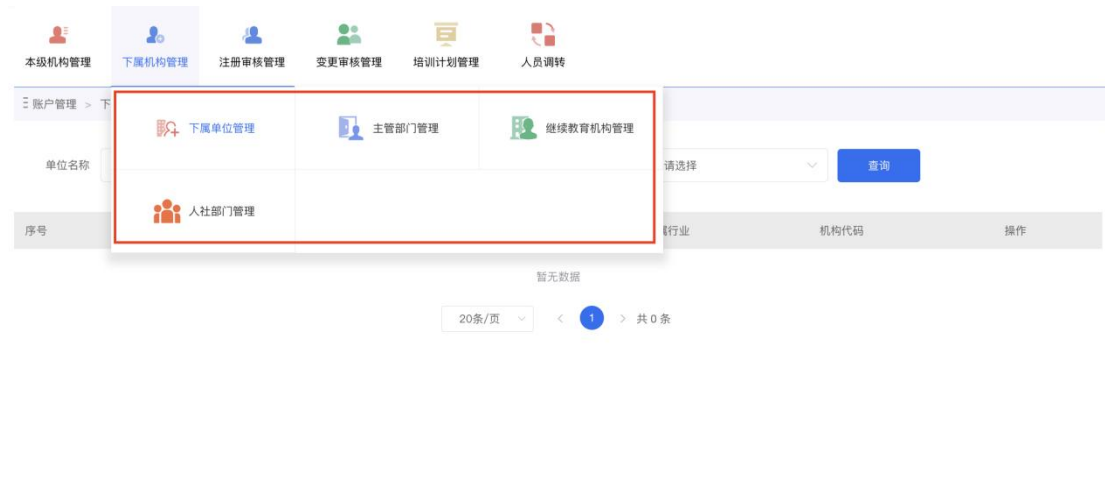 本级机构管理 下属机构管理 注册审核管理 变更审核管理 培训计划管理 人员调转
账户管理 > 下
下属单位管理 主管部门管理 继续教育机构管理
单位名称 请选择 查询
人社部门管理
序号 属行业 机构代码 操作
暂无数据
20条/页 < 1 > 共 0 条